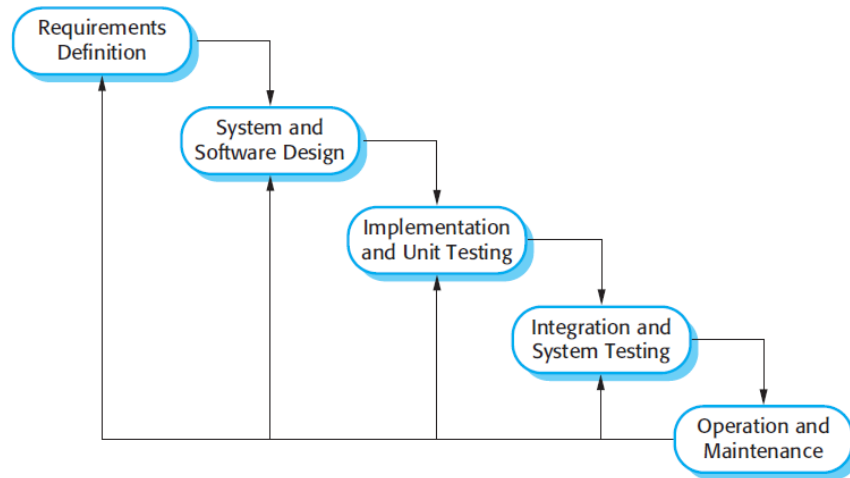 Requirements
Definition
System and
Software Design
Implementation
and Unit Testing
Integration and
System Testing
Operation and
Maintenance